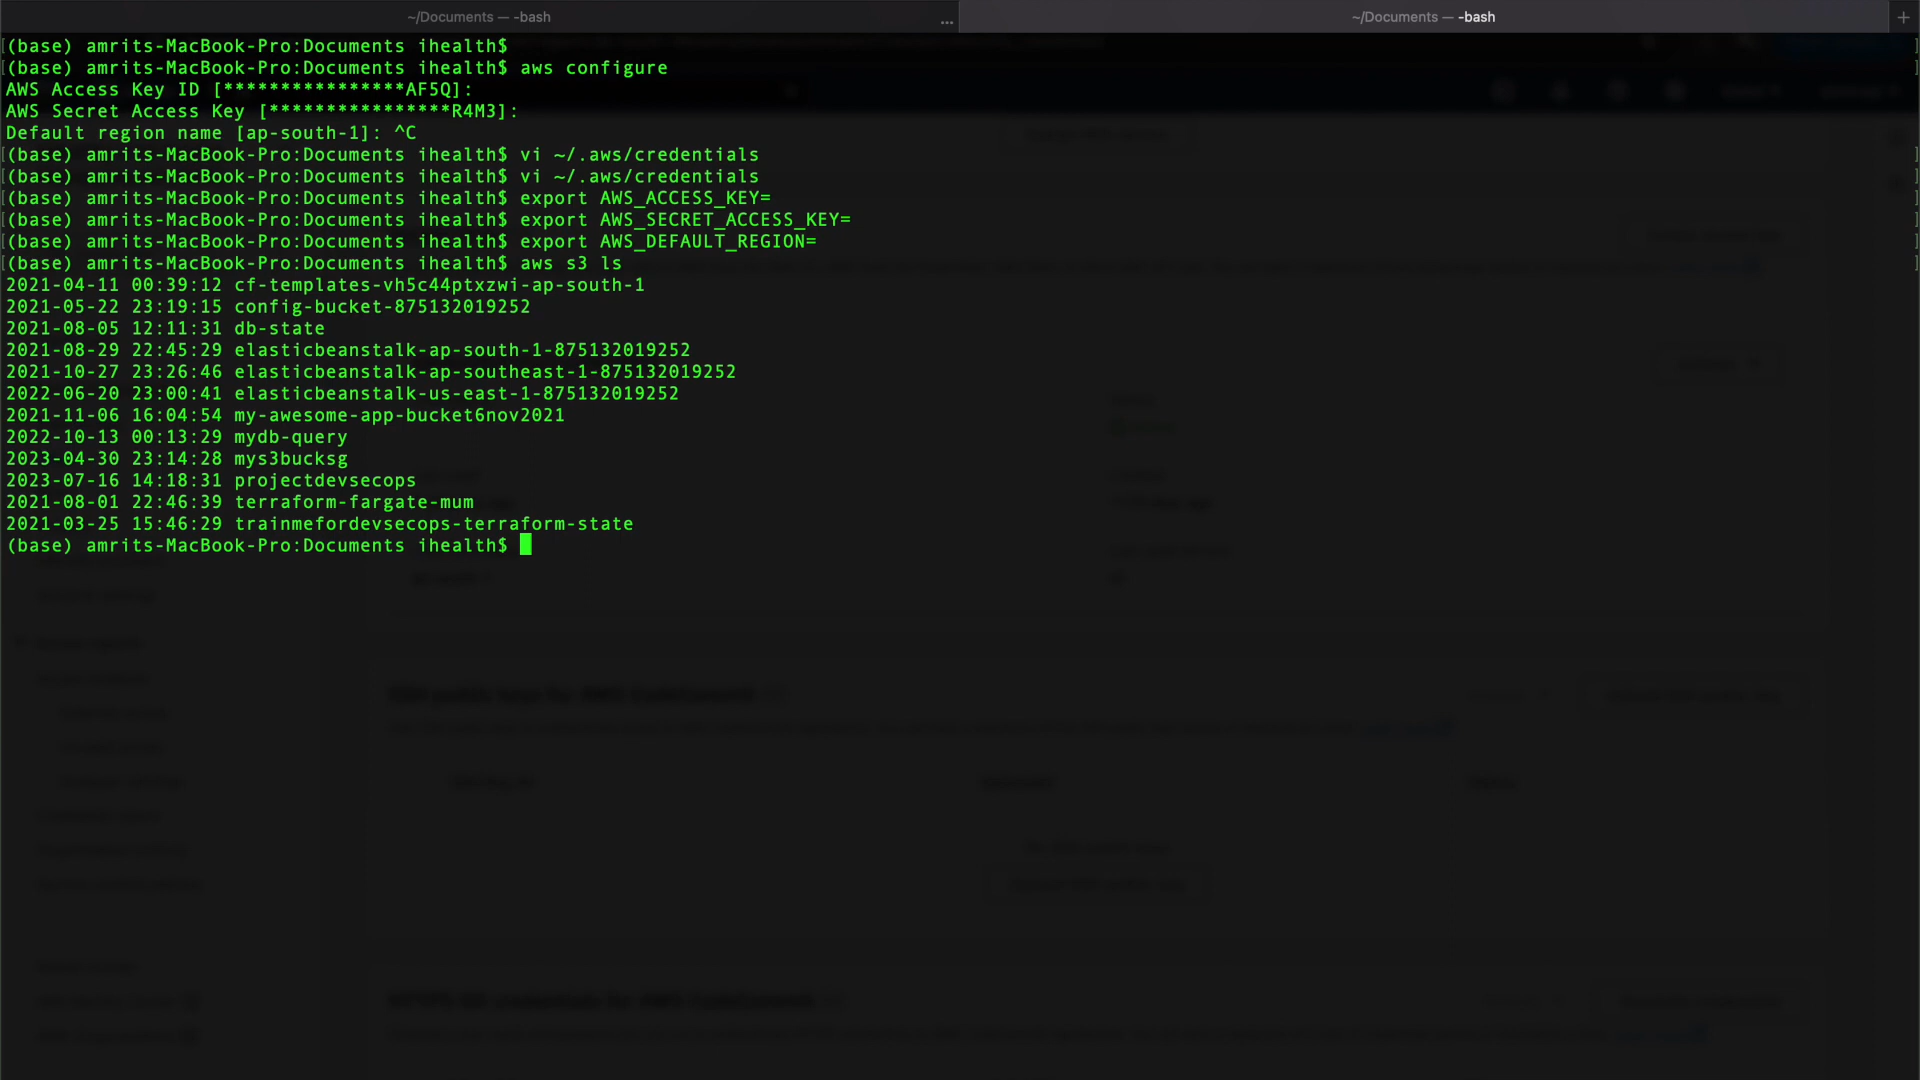 ~/Documents — -bash
...
~/Documents — -bash
+
(base) amrits-MacBook-Pro:Documents ihealth$
(base) amrits-MacBook-Pro:Documents ihealth$ aws configure
AWS Access Key ID [****************AF5Q]:
AWS Secret Access Key [****************R4M3]:
Default region name [ap-south-1]: ^C
(base) amrits-MacBook-Pro:Documents ihealth$ vi ~/.aws/credentials
(base) amrits-MacBook-Pro:Documents ihealth$ vi ~/.aws/credentials
(base) amrits-MacBook-Pro:Documents ihealth$ export AWS_ACCESS_KEY=
(base) amrits-MacBook-Pro:Documents ihealth$ export AWS_SECRET_ACCESS_KEY=
(base) amrits-MacBook-Pro:Documents ihealth$ export AWS_DEFAULT_REGION=
(base) amrits-MacBook-Pro:Documents ihealth$ aws s3 ls
2021-04-11 00:39:12 cf-templates-vh5c44ptxzwi-ap-south-1
2021-05-22 23:19:15 config-bucket-875132019252
2021-08-05 12:11:31 db-state
2021-08-29 22:45:29 elasticbeanstalk-ap-south-1-875132019252
2021-10-27 23:26:46 elasticbeanstalk-ap-southeast-1-875132019252
2022-06-20 23:00:41 elasticbeanstalk-us-east-1-875132019252
2021-11-06 16:04:54 my-awesome-app-bucket6nov2021
2022-10-13 00:13:29 mydb-query
2023-04-30 23:14:28 mys3bucksg
2023-07-16 14:18:31 projectdevsecops
2021-08-01 22:46:39 terraform-fargate-mum
2021-03-25 15:46:29 trainmefordevsecops-terraform-state
(base) amrits-MacBook-Pro:Documents ihealth$